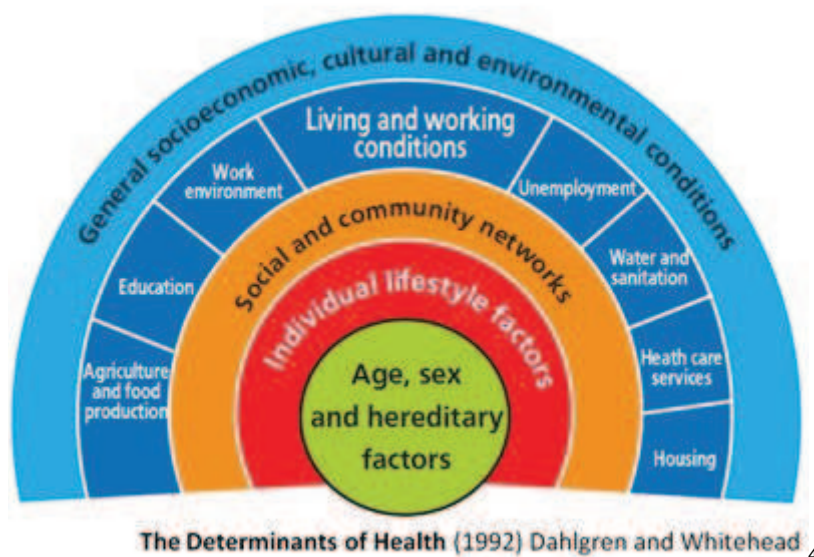 General socioeconomic, cultural and environmental conditions
Living and working
conditions
Work
environment
Unemployment
Education
Water and
sanitation
Agriculture
and food
production
Heath care
services
Housing
Social and community networks
Individual lifestyle factors
Age, sex
and hereditary
factors
The Determinants of Health (1992) Dahlgren and Whitehead